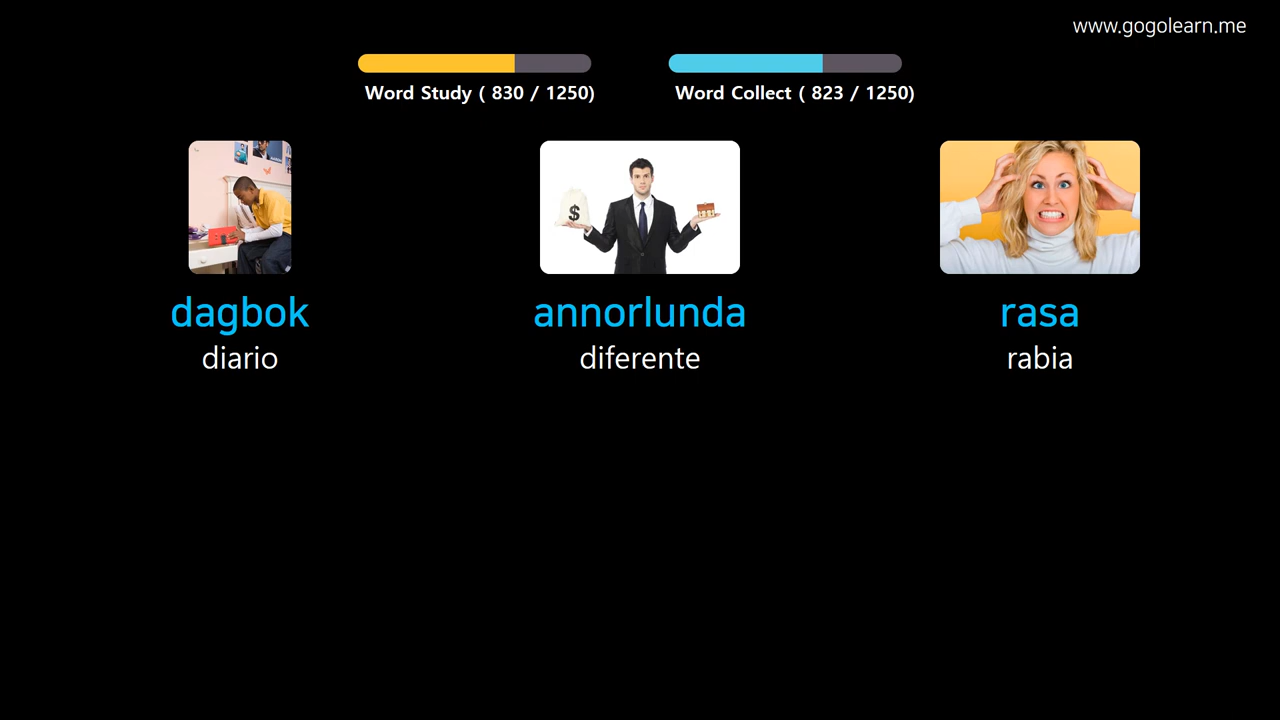 www.gogolearn.me
Word Study ( 830 / 1250)
Word Collect ( 823 / 1250)
dagbok
annorlunda
rasa
diario
diferente
rabia
$